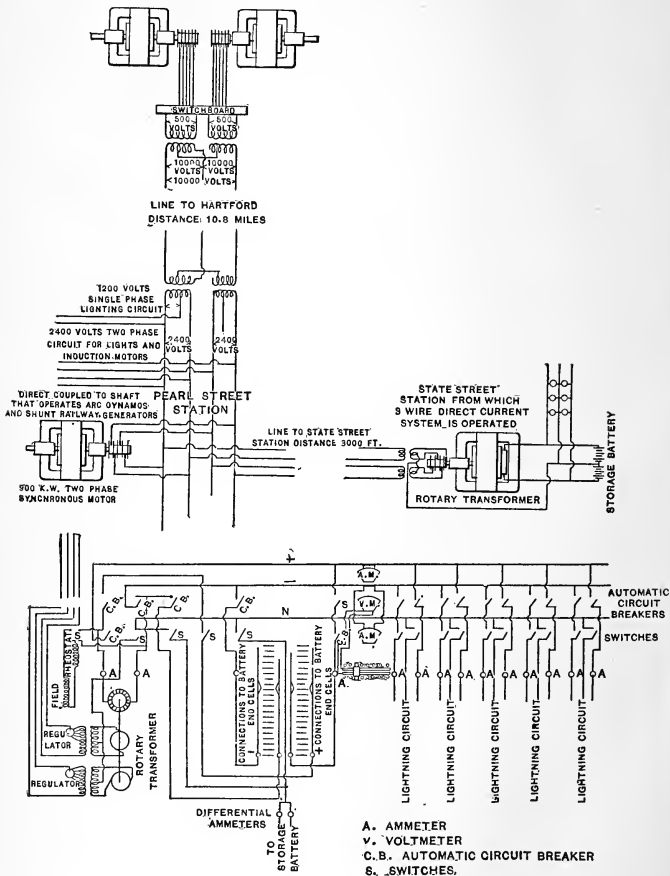 SWITCHBOARD
500 VOLTS
500 VOLTS
10000 VOLTS
10000 VOLTS
10000 VOLTS
LINE TO HARTFORD
DISTANCE: 10.8 MILES
1200 VOLTS
SINGLE PHASE
LIGHTING CIRCUIT
2400 VOLTS TWO PHASE
CIRCUIT FOR LIGHTS AND
INDUCTION MOTORS
2400 VOLTS
2400 VOLTS
DIRECT COUPLED TO SHAFT
THAT OPERATES ARC DYNAMOS
AND SHUNT RAILWAY GENERATORS
PEARL STREET
STATION
900 K.W. TWO PHASE
SYNCHRONOUS MOTOR
LINE TO STATE STREET
STATION DISTANCE 3000 FT.
STATE STREET
STATION FROM WHICH
3 WIRE DIRECT CURRENT
SYSTEM IS OPERATED
ROTARY TRANSFORMER
STORAGE BATTERY
+
N
A.M.
V.M.
A.M.
C.B.
C.B.
C.B.
C.B.
C.B.
C.B.
S
S
S
S
S
S
S
AUTOMATIC
CIRCUIT
BREAKERS
SWITCHES
A
A
A
A.
A
A
A
A
A
A
A
A
A
A
FIELD
RHEOSTAT
REGULATOR
REGULATOR
ROTARY
TRANSFORMER
CONNECTIONS TO BATTERY
END CELLS
–
+ CONNECTIONS TO BATTERY
END CELLS
DIFFERENTIAL
AMMETERS
TO
STORAGE
BATTERY
LIGHTNING CIRCUIT
LIGHTNING CIRCUIT
LIGHTNING CIRCUIT
LIGHTNING CIRCUIT
LIGHTNING CIRCUIT
A. AMMETER
V. VOLTMETER
C.B. AUTOMATIC CIRCUIT BREAKER
S. SWITCHES.